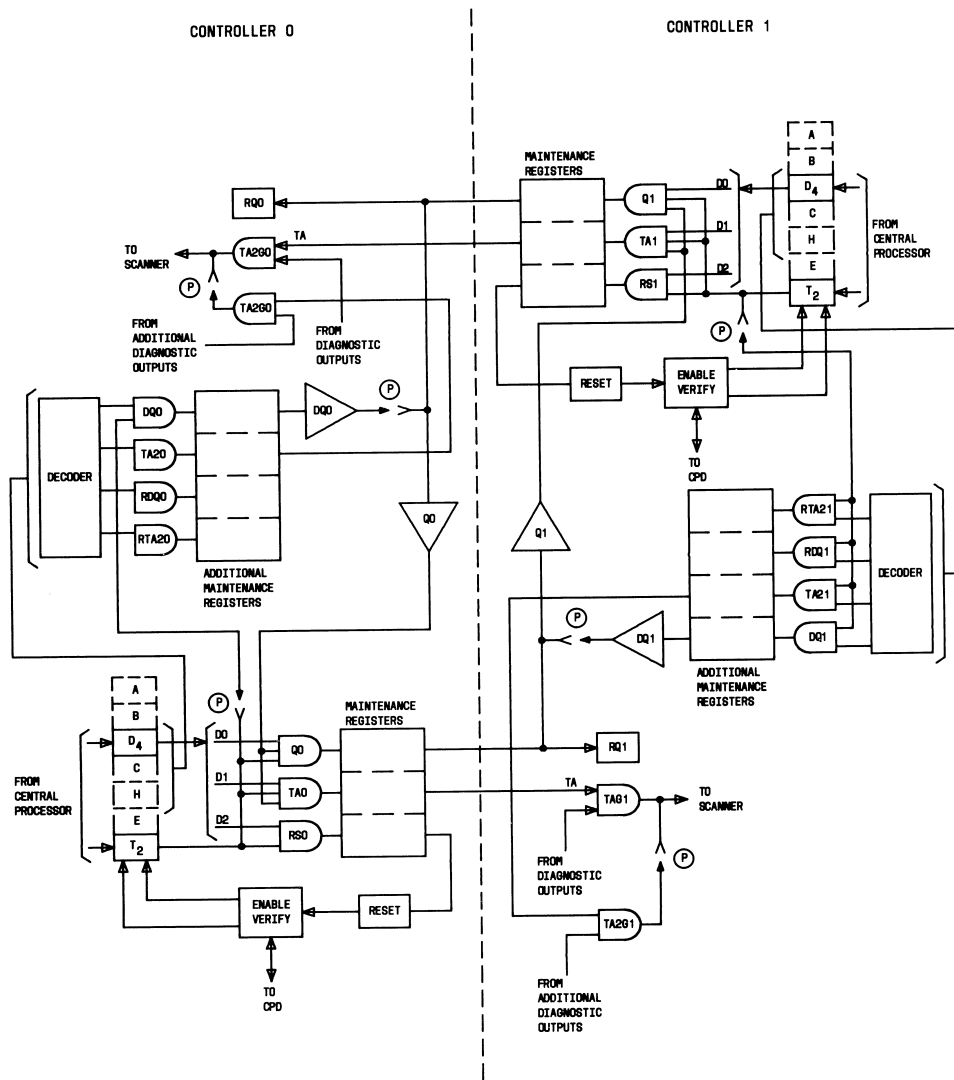 CONTROLLER 0
CONTROLLER 1
MAINTENANCE
REGISTERS
A
B
D4
C
H
E
T2
FROM
CENTRAL
PROCESSOR
D0
D1
D2
Q1
TA1
RS1
RQ0
TA
TO
SCANNER
TA2G0
P
TA2G0
FROM
ADDITIONAL
DIAGNOSTIC
OUTPUTS
FROM
DIAGNOSTIC
OUTPUTS
P
RESET
ENABLE
VERIFY
TO
CPD
DECODER
DQ0
TA20
RDQ0
RTA20
DQ0
P
ADDITIONAL
MAINTENANCE
REGISTERS
Q0
Q1
RTA21
RDQ1
TA21
DQ1
DECODER
P
DQ1
ADDITIONAL
MAINTENANCE
REGISTERS
A
B
D4
C
H
E
T2
FROM
CENTRAL
PROCESSOR
P
D0
D1
D2
Q0
TA0
RS0
MAINTENANCE
REGISTERS
RQ1
TA
TAG1
TO
SCANNER
P
FROM
DIAGNOSTIC
OUTPUTS
ENABLE
VERIFY
RESET
TO
CPD
TA2G1
FROM
ADDITIONAL
DIAGNOSTIC
OUTPUTS